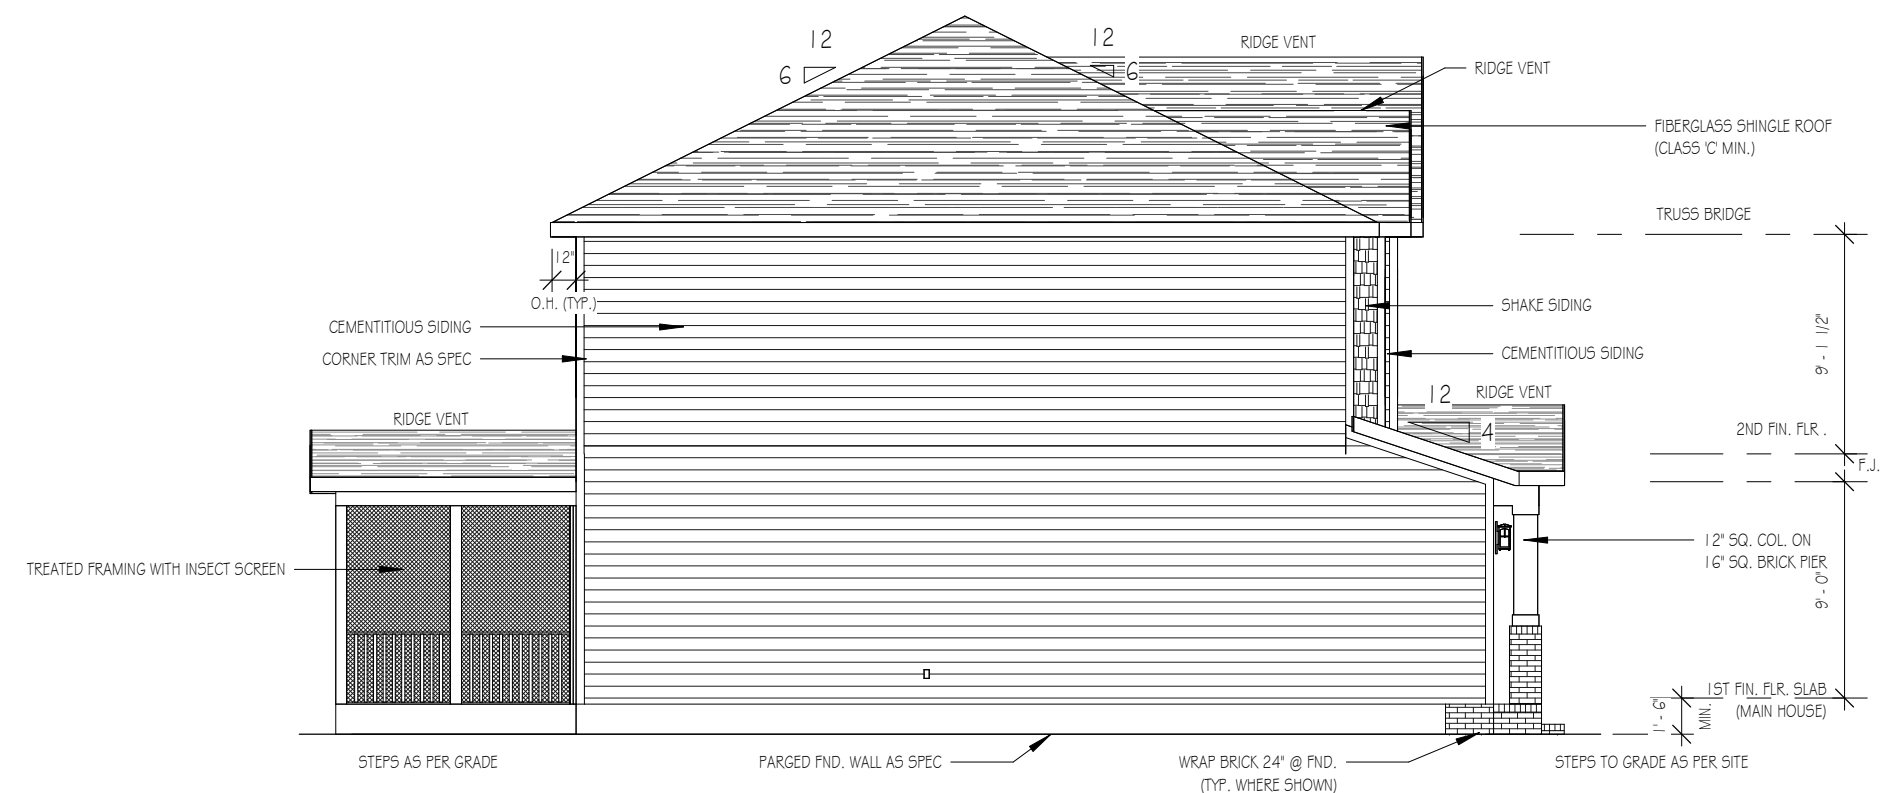 12
6
12
6
RIDGE VENT
RIDGE VENT
FIBERGLASS SHINGLE ROOF
(CLASS 'C' MIN.)
TRUSS BRIDGE
12"
O.H. (TYP.)
CEMENTITIOUS SIDING
CORNER TRIM AS SPEC
SHAKE SIDING
CEMENTITIOUS SIDING
9' - 1 1/2"
12
4
RIDGE VENT
RIDGE VENT
2ND FIN. FLR .
F.J.
12" SQ. COL. ON
16" SQ. BRICK PIER
9' - 0"
TREATED FRAMING WITH INSECT SCREEN
1ST FIN. FLR. SLAB
(MAIN HOUSE)
1' - 6"
MIN.
STEPS AS PER GRADE
PARGED FND. WALL AS SPEC
WRAP BRICK 24" @ FND.
(TYP. WHERE SHOWN)
STEPS TO GRADE AS PER SITE